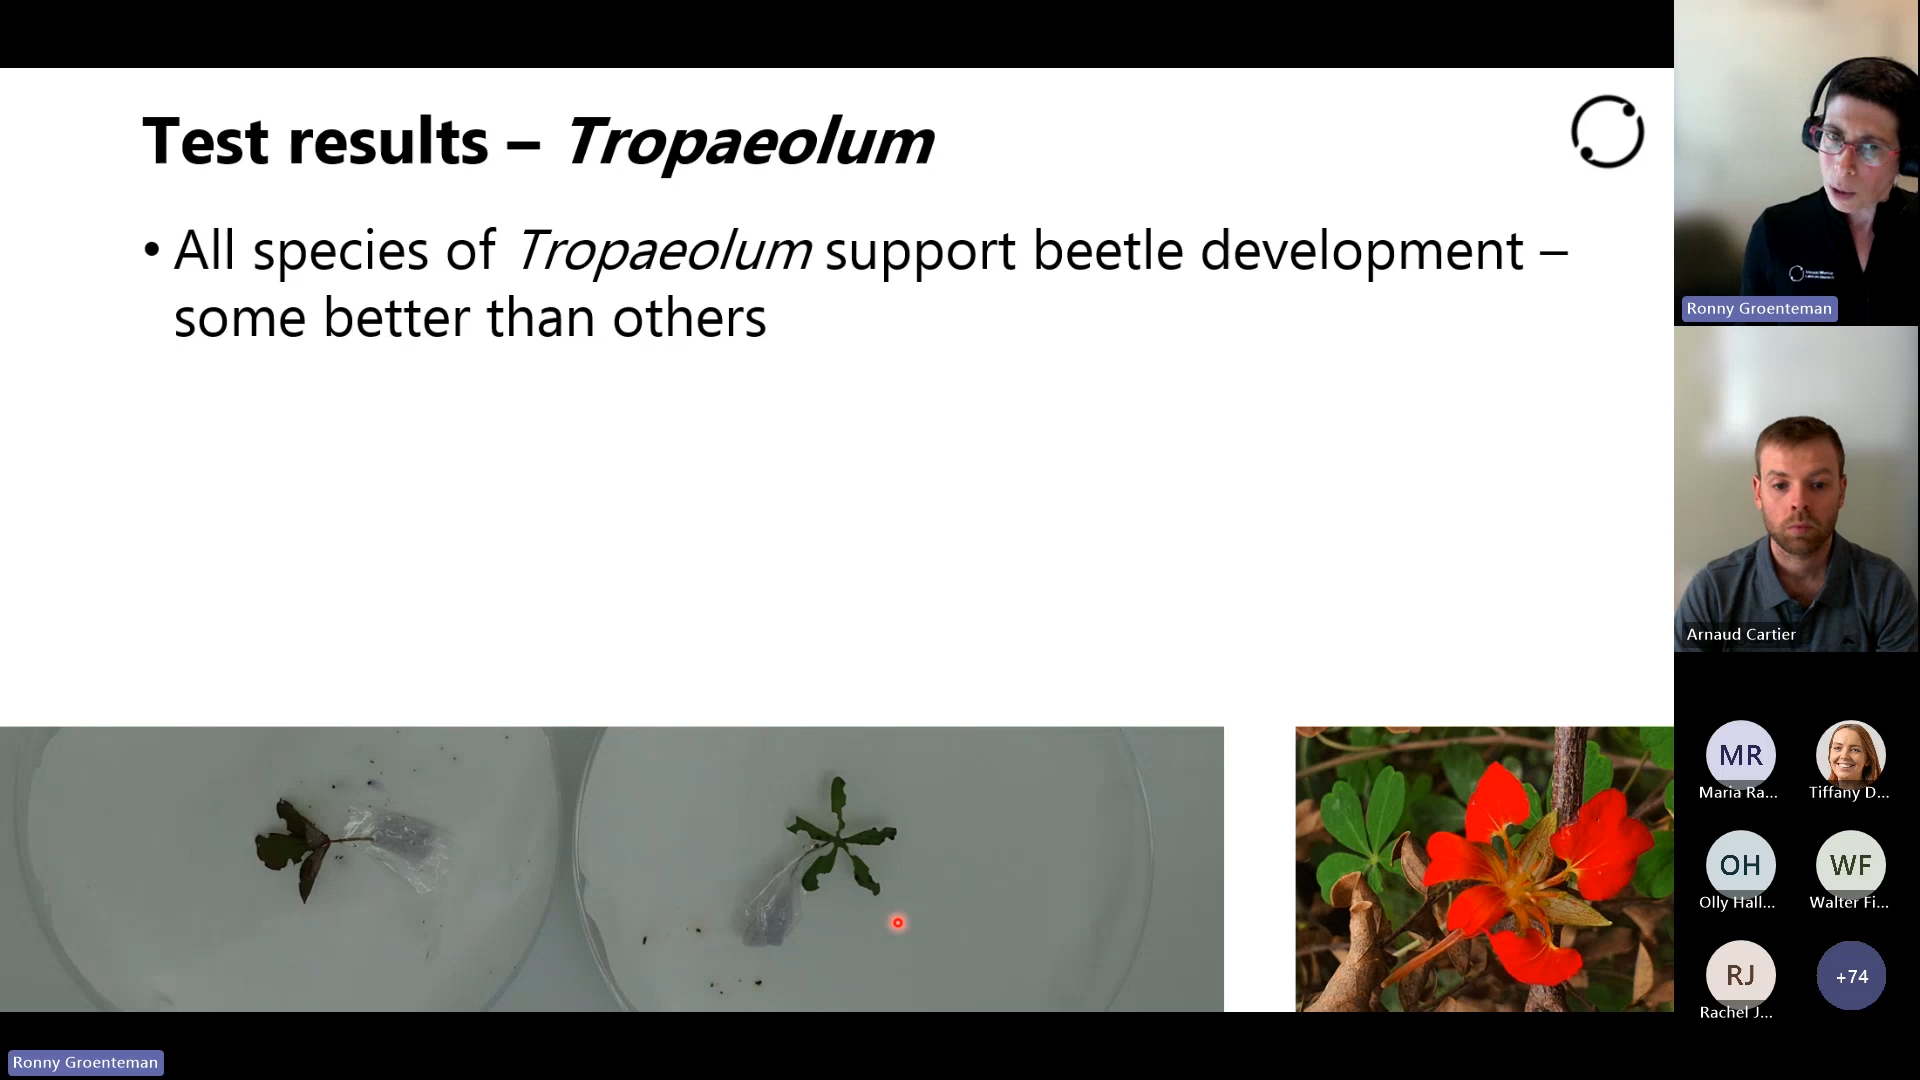 Test results – Tropaeolum
• All species of Tropaeolum support beetle development –
some better than others
Ronny Groenteman
Arnaud Cartier
MR
Maria Ra...
Tiffany D...
OH
Olly Hall...
WF
Walter Fi...
RJ
Rachel J...
+74
Ronny Groenteman